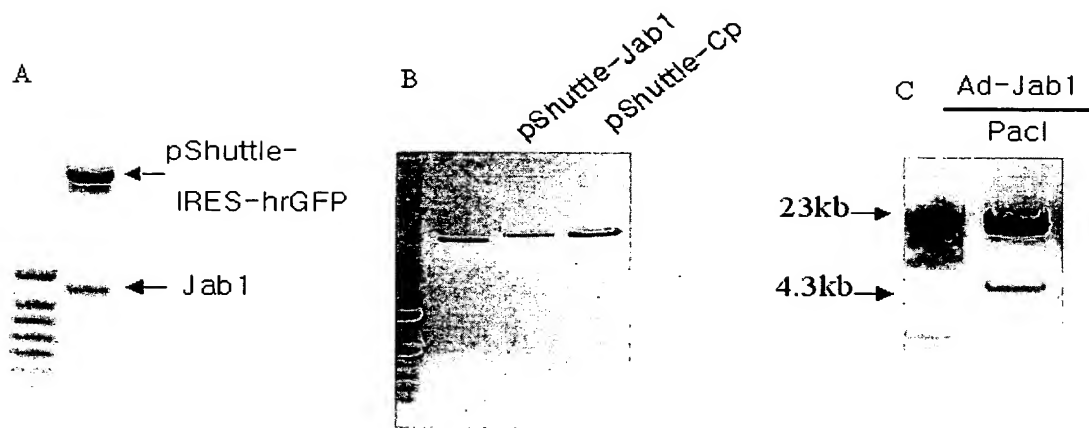 A
pShuttle-
IRES-hrGFP
Jab1
B
pShuttle-Jab1
pShuttle-Cp
C
Ad-Jab1
PacI
23kb
4.3kb